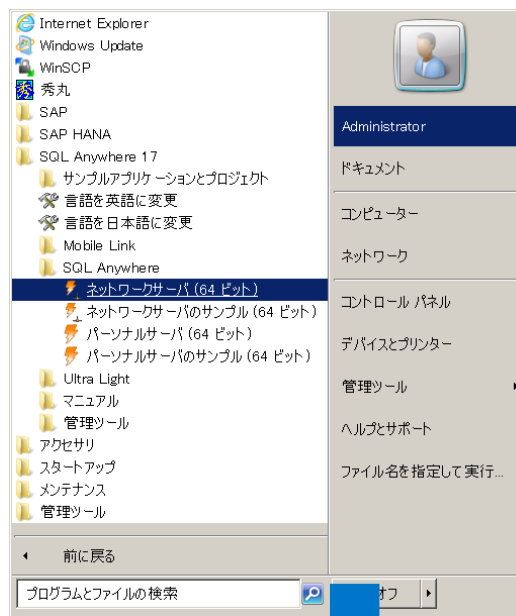 Internet Explorer
Windows Update
WinSCP
秀丸
SAP
SAP HANA
SQL Anywhere 17
サンプルアプリケーションとプロジェクト
言語を英語に変更
言語を日本語に変更
Mobile Link
SQL Anywhere
ネットワークサーバ (64 ビット)
ネットワークサーバのサンプル (64 ビット)
パーソナルサーバ (64 ビット)
パーソナルサーバのサンプル (64 ビット)
Ultra Light
マニュアル
管理ツール
アクセサリ
スタートアップ
メンテナンス
管理ツール
前に戻る
プログラムとファイルの検索
Administrator
ドキュメント
コンピューター
ネットワーク
コントロール パネル
デバイスとプリンター
管理ツール
ヘルプとサポート
ファイル名を指定して実行...
オフ